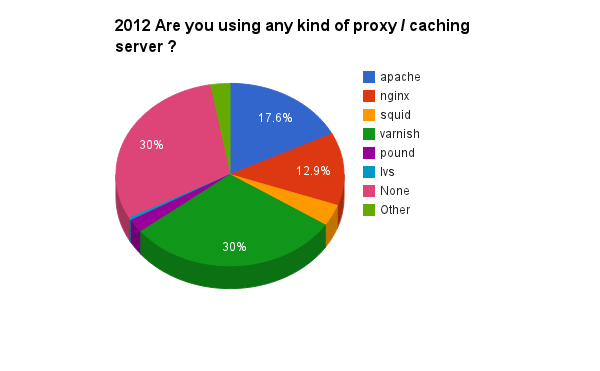 2012 Are you using any kind of proxy / caching
server ?
apache
nginx
squid
varnish
pound
lvs
None
Other
17.6%
12.9%
30%
30%